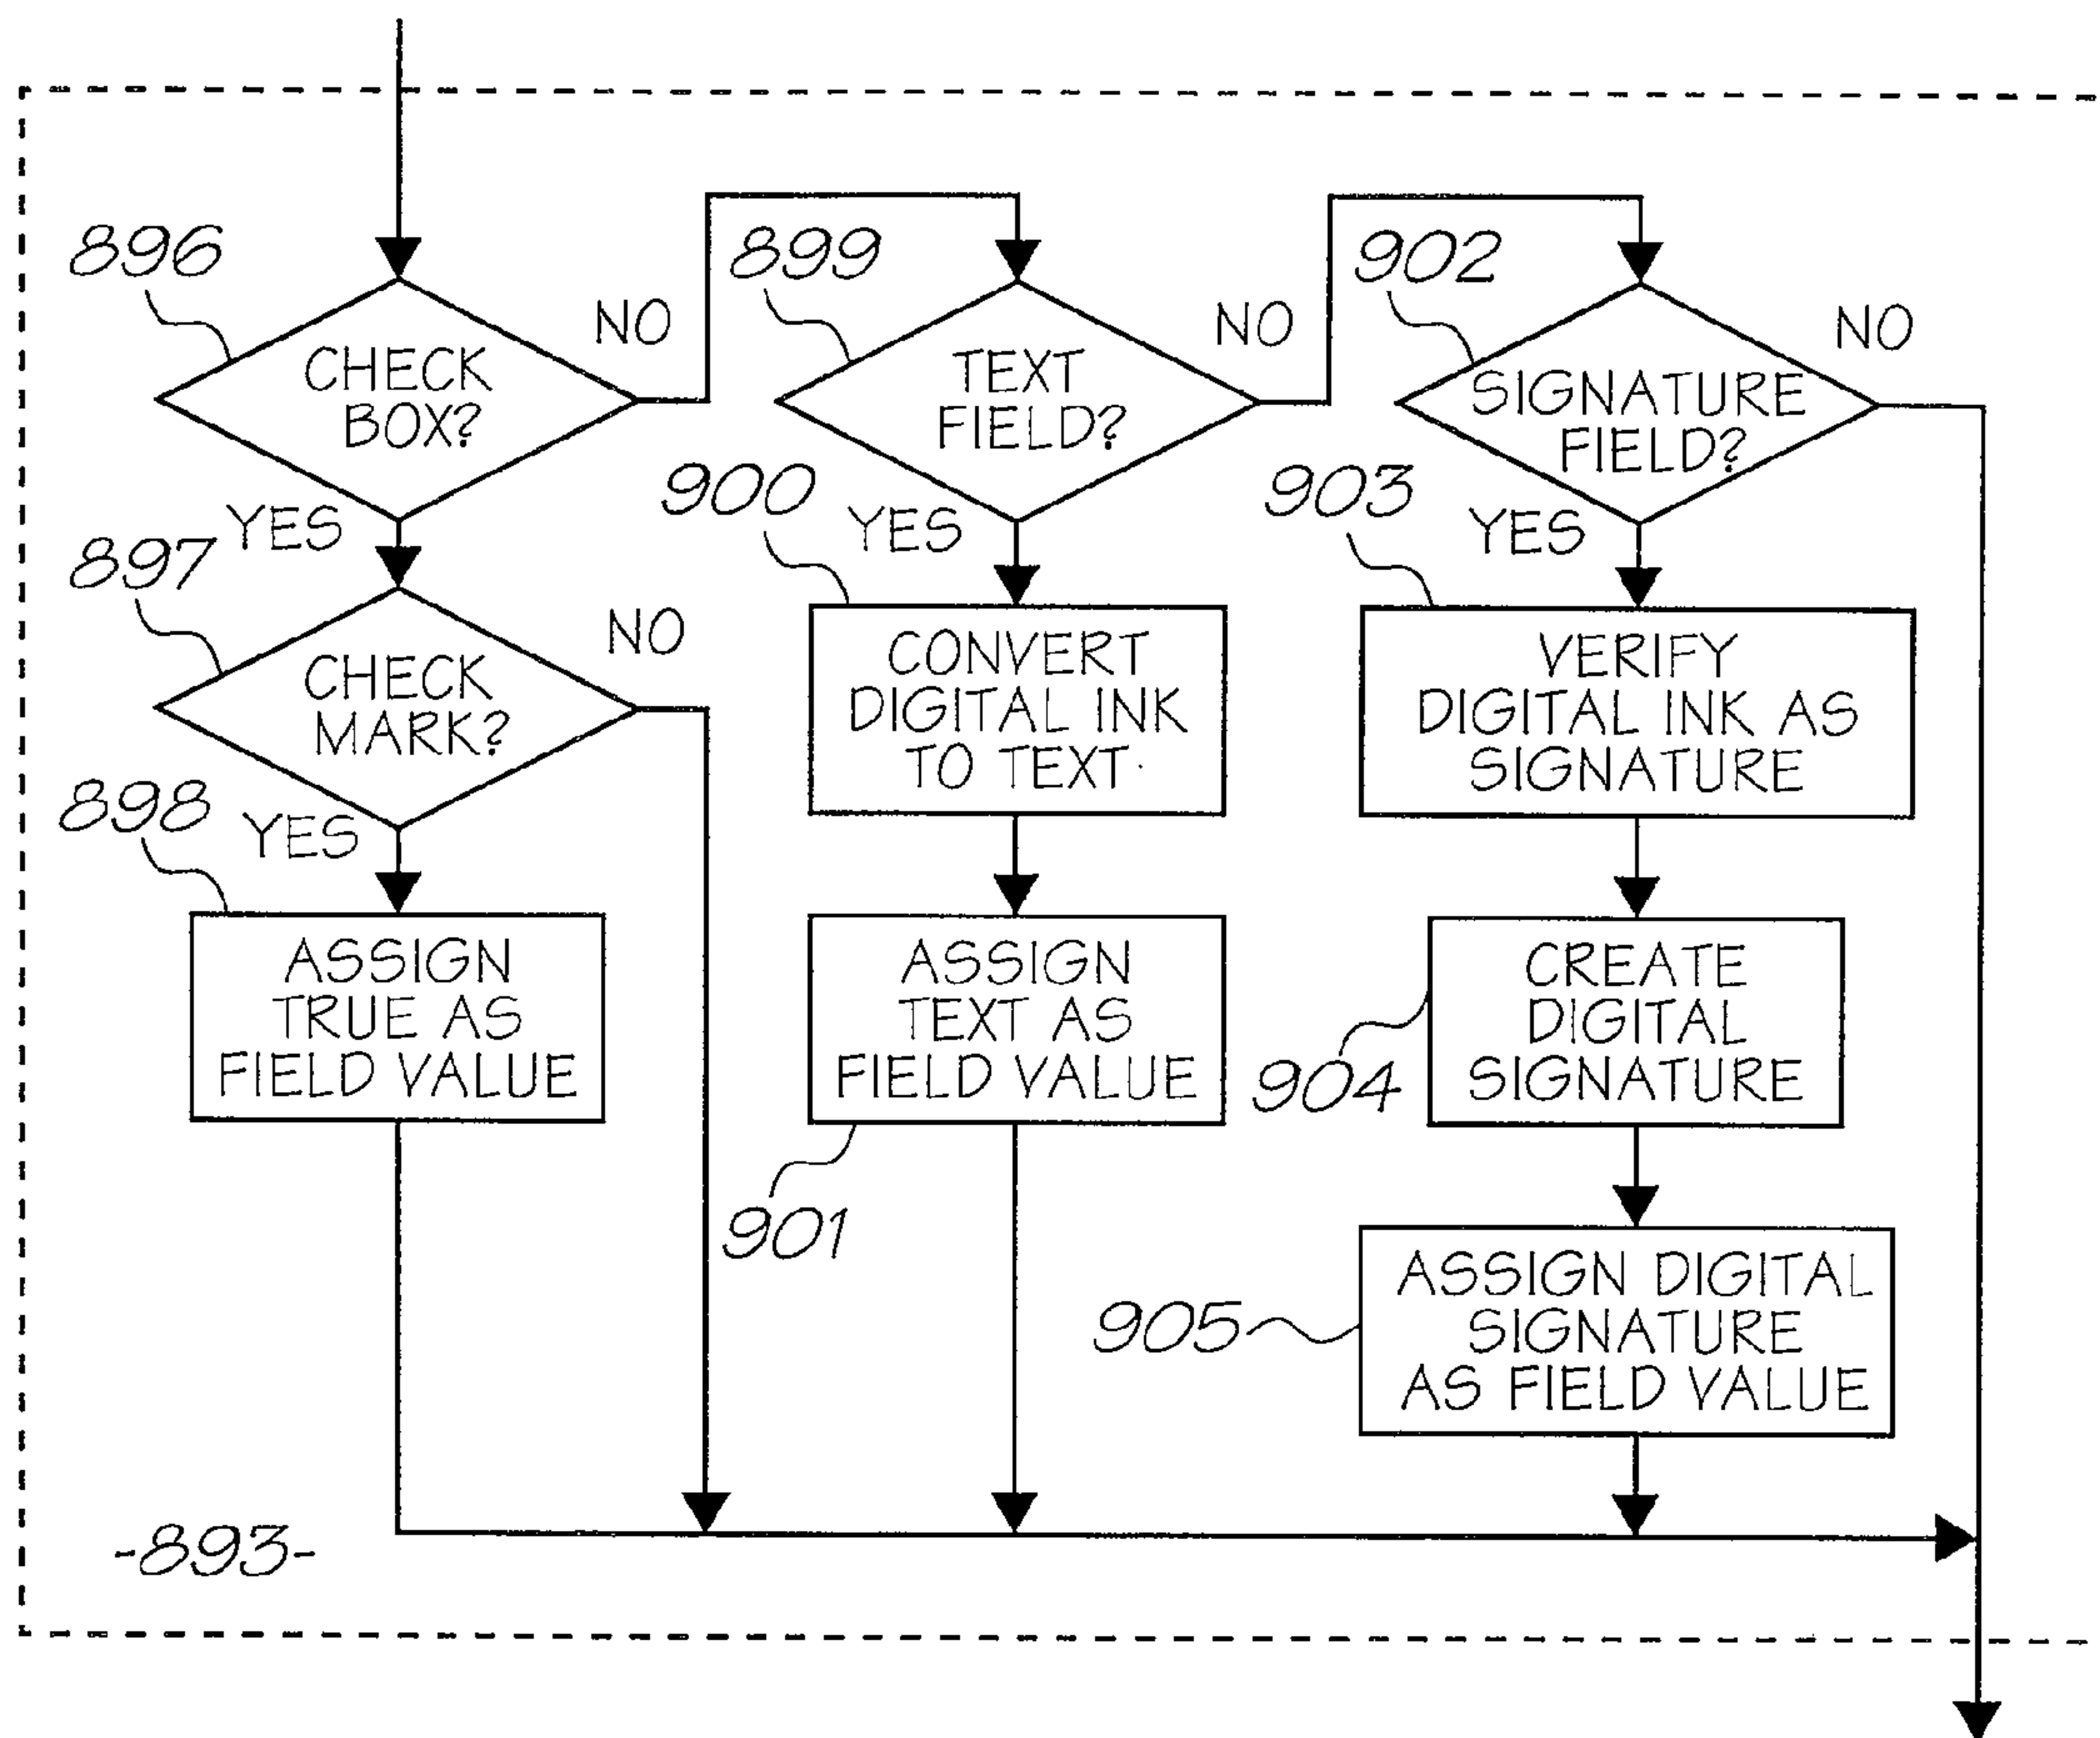 896
CHECK
BOX?
NO
YES
897
CHECK
MARK?
NO
YES
898
ASSIGN
TRUE AS
FIELD VALUE
899
TEXT
FIELD?
NO
YES
900
CONVERT
DIGITAL INK
TO TEXT
ASSIGN
TEXT AS
FIELD VALUE
901
902
SIGNATURE
FIELD?
NO
YES
903
VERIFY
DIGITAL INK AS
SIGNATURE
CREATE
DIGITAL
SIGNATURE
904
ASSIGN DIGITAL
SIGNATURE
AS FIELD VALUE
905
-893-